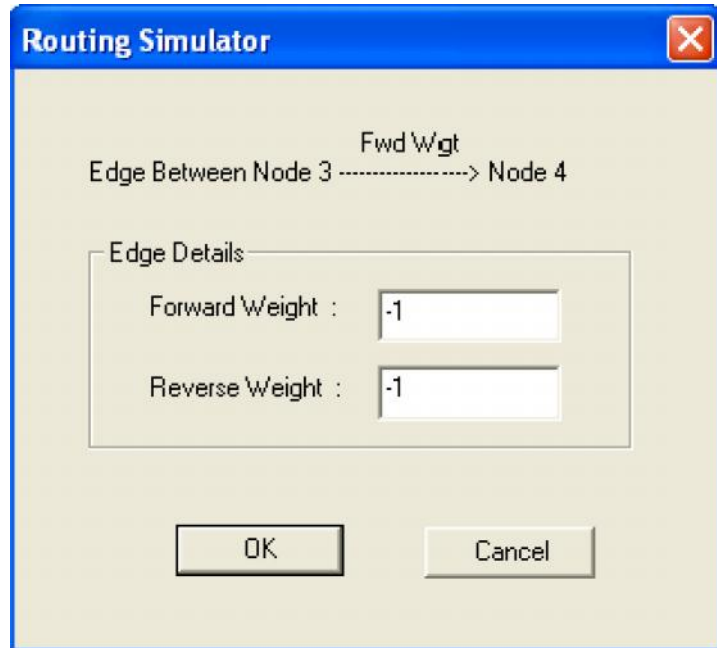 Routing Simulator
Fwd Wgt
Edge Between Node 3 ------------------> Node 4
Edge Details
Forward Weight :
-1
Reverse Weight :
-1
OK
Cancel